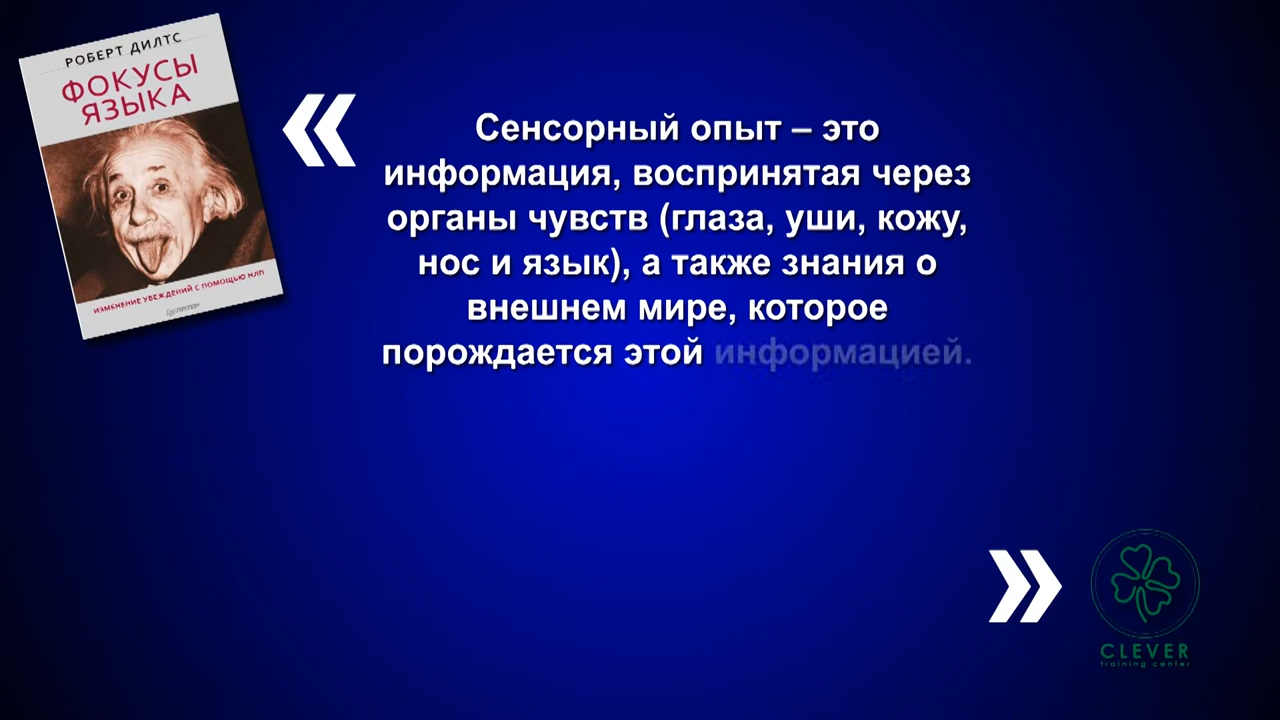 РОБЕРТ ДИЛТС
ФОКУСЫ
ЯЗЫКА
ИЗМЕНЕНИЕ УБЕЖДЕНИЙ С ПОМОЩЬЮ НЛП
«
Сенсорный опыт – это
информация, воспринятая через
органы чувств (глаза, уши, кожу,
нос и язык), а также знания о
внешнем мире, которое
порождается этой информацией.
»
CLEVER
training center